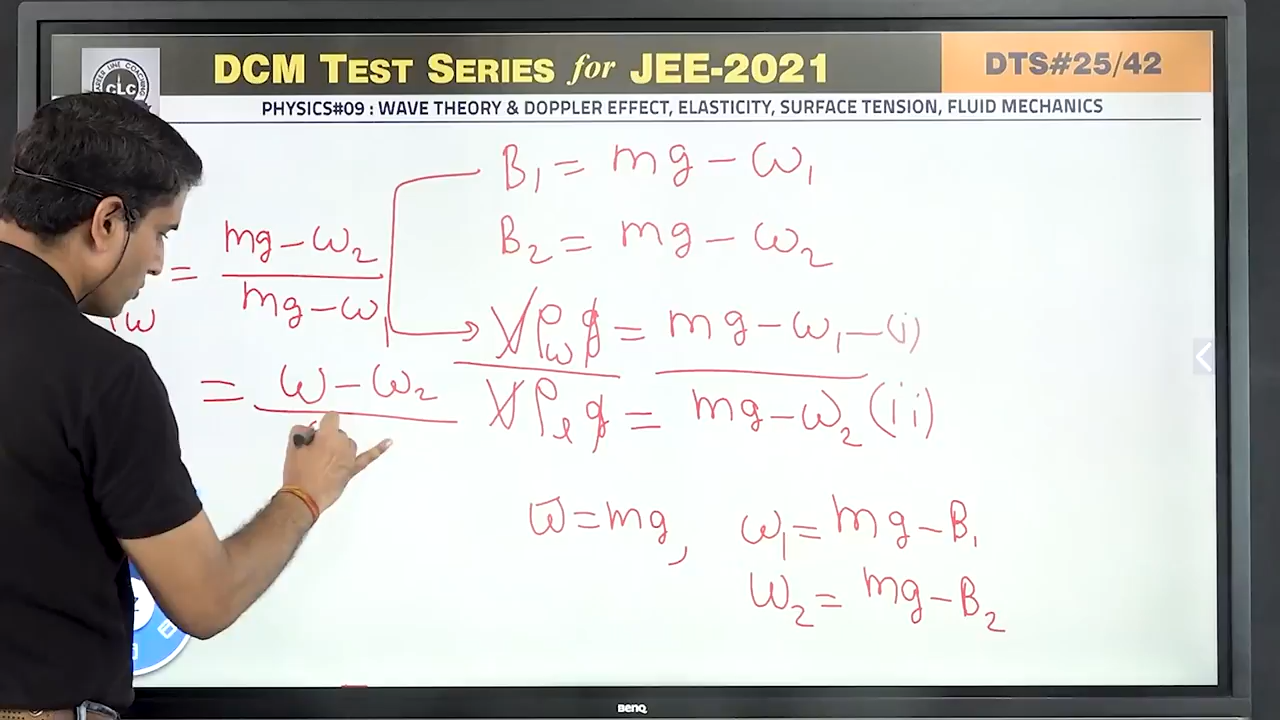 DCM TEST SERIES for JEE-2021
DTS#25/42
CLC
PHYSICS#09 : WAVE THEORY & DOPPLER EFFECT, ELASTICITY, SURFACE TENSION, FLUID MECHANICS
B₁ = mg - ω₁
B₂ = mg - ω₂
= mg - ω₂ / mg - ω₁
Vρ_ω g = mg - ω₁ - (i)
= ω - ω₂
Vρ_l g = mg - ω₂ (ii)
ω = mg, ω₁ = mg - B₁
ω₂ = mg - B₂
BenQ